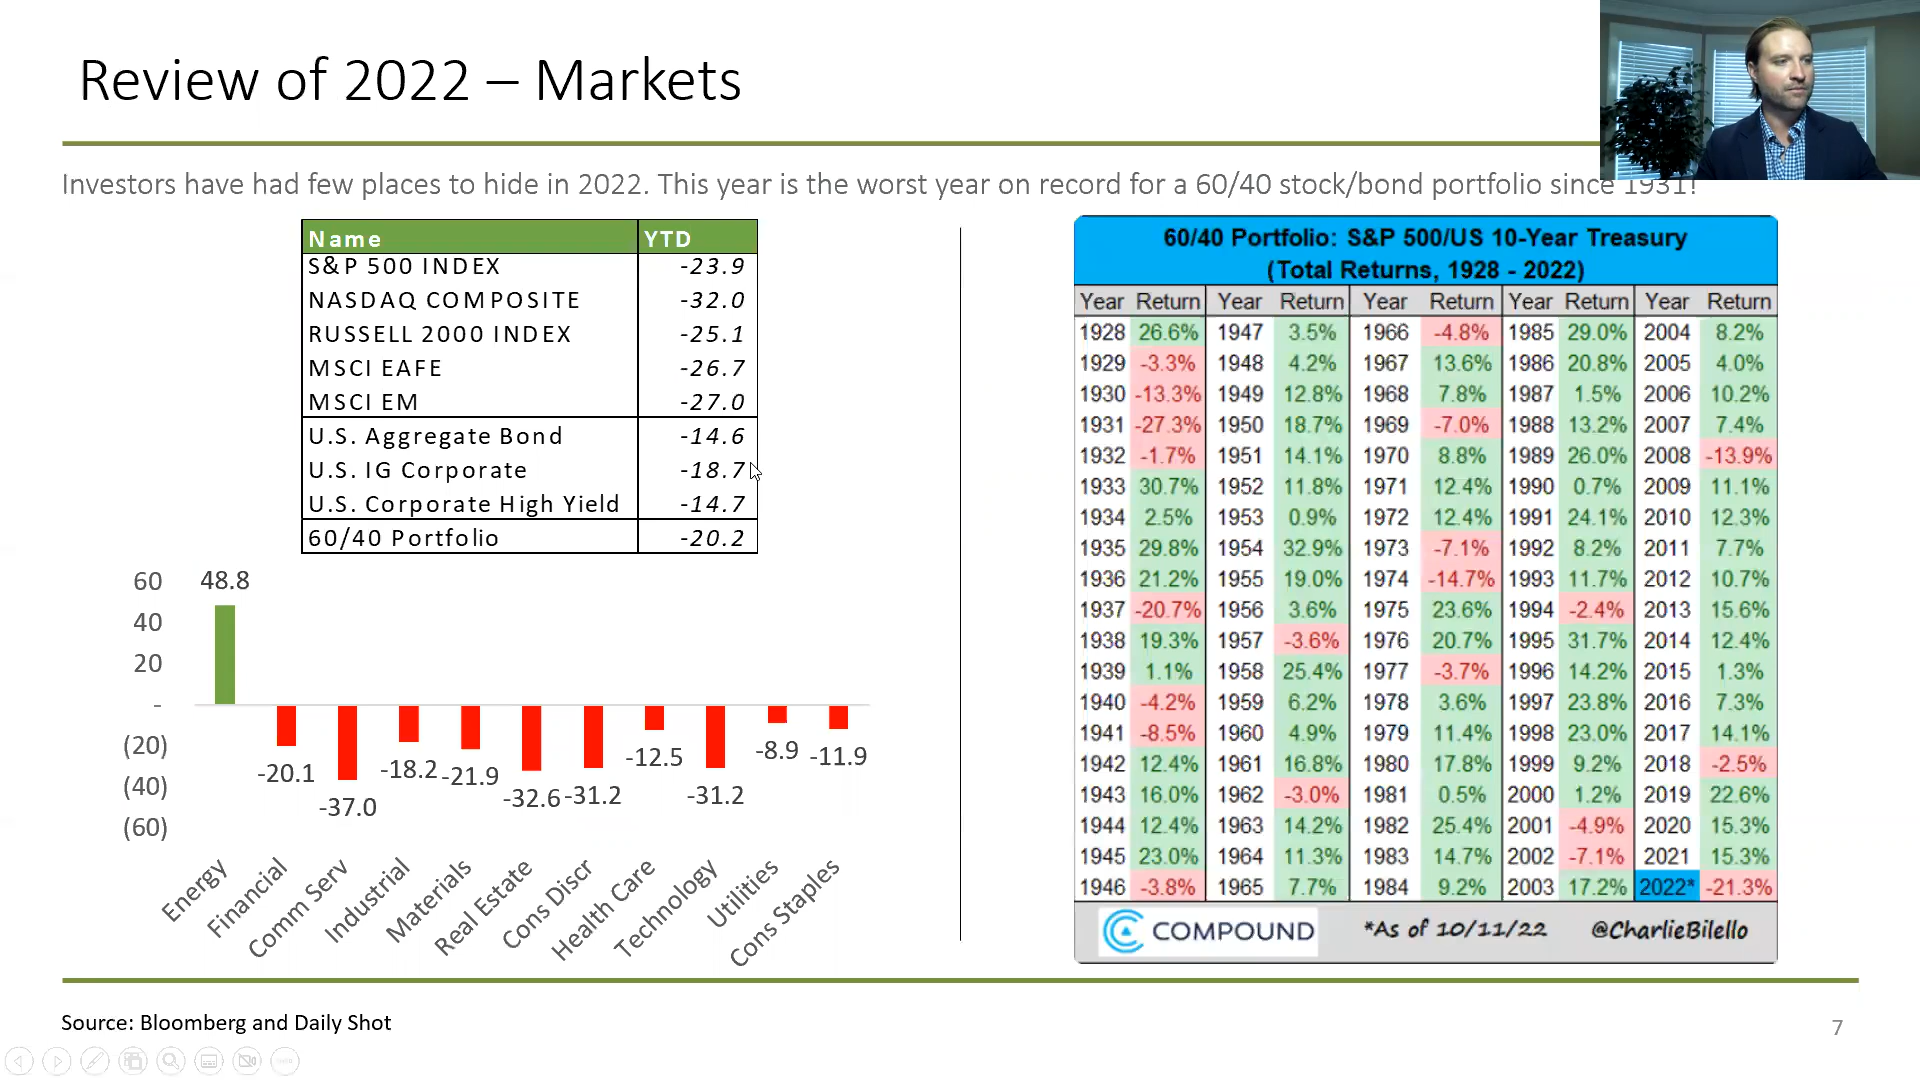 Review of 2022 – Markets
Investors have had few places to hide in 2022. This year is the worst year on record for a 60/40 stock/bond portfolio since 1931!
Name YTD
S&P 500 INDEX -23.9
NASDAQ COMPOSITE -32.0
RUSSELL 2000 INDEX -25.1
MSCI EAFE -26.7
MSCI EM -27.0
U.S. Aggregate Bond -14.6
U.S. IG Corporate -18.7
U.S. Corporate High Yield -14.7
60/40 Portfolio -20.2
60
40
20
-
(20)
(40)
(60)
48.8
-20.1
-37.0
-18.2
-21.9
-32.6
-31.2
-12.5
-31.2
-8.9
-11.9
Energy
Financial
Comm Serv
Industrial
Materials
Real Estate
Cons Discr
Health Care
Technology
Utilities
Cons Staples
60/40 Portfolio: S&P 500/US 10-Year Treasury
(Total Returns, 1928 - 2022)
Year Return Year Return Year Return Year Return Year Return
1928 26.6% 1947 3.5% 1966 -4.8% 1985 29.0% 2004 8.2%
1929 -3.3% 1948 4.2% 1967 13.6% 1986 20.8% 2005 4.0%
1930 -13.3% 1949 12.8% 1968 7.8% 1987 1.5% 2006 10.2%
1931 -27.3% 1950 18.7% 1969 -7.0% 1988 13.2% 2007 7.4%
1932 -1.7% 1951 14.1% 1970 8.8% 1989 26.0% 2008 -13.9%
1933 30.7% 1952 11.8% 1971 12.4% 1990 0.7% 2009 11.1%
1934 2.5% 1953 0.9% 1972 12.4% 1991 24.1% 2010 12.3%
1935 29.8% 1954 32.9% 1973 -7.1% 1992 8.2% 2011 7.7%
1936 21.2% 1955 19.0% 1974 -14.7% 1993 11.7% 2012 10.7%
1937 -20.7% 1956 3.6% 1975 23.6% 1994 -2.4% 2013 15.6%
1938 19.3% 1957 -3.6% 1976 20.7% 1995 31.7% 2014 12.4%
1939 1.1% 1958 25.4% 1977 -3.7% 1996 14.2% 2015 1.3%
1940 -4.2% 1959 6.2% 1978 3.6% 1997 23.8% 2016 7.3%
1941 -8.5% 1960 4.9% 1979 11.4% 1998 23.0% 2017 14.1%
1942 12.4% 1961 16.8% 1980 17.8% 1999 9.2% 2018 -2.5%
1943 16.0% 1962 -3.0% 1981 0.5% 2000 1.2% 2019 22.6%
1944 12.4% 1963 14.2% 1982 25.4% 2001 -4.9% 2020 15.3%
1945 23.0% 1964 11.3% 1983 14.7% 2002 -7.1% 2021 15.3%
1946 -3.8% 1965 7.7% 1984 9.2% 2003 17.2% 2022* -21.3%
COMPOUND *As of 10/11/22 @CharlieBilello
Source: Bloomberg and Daily Shot
7